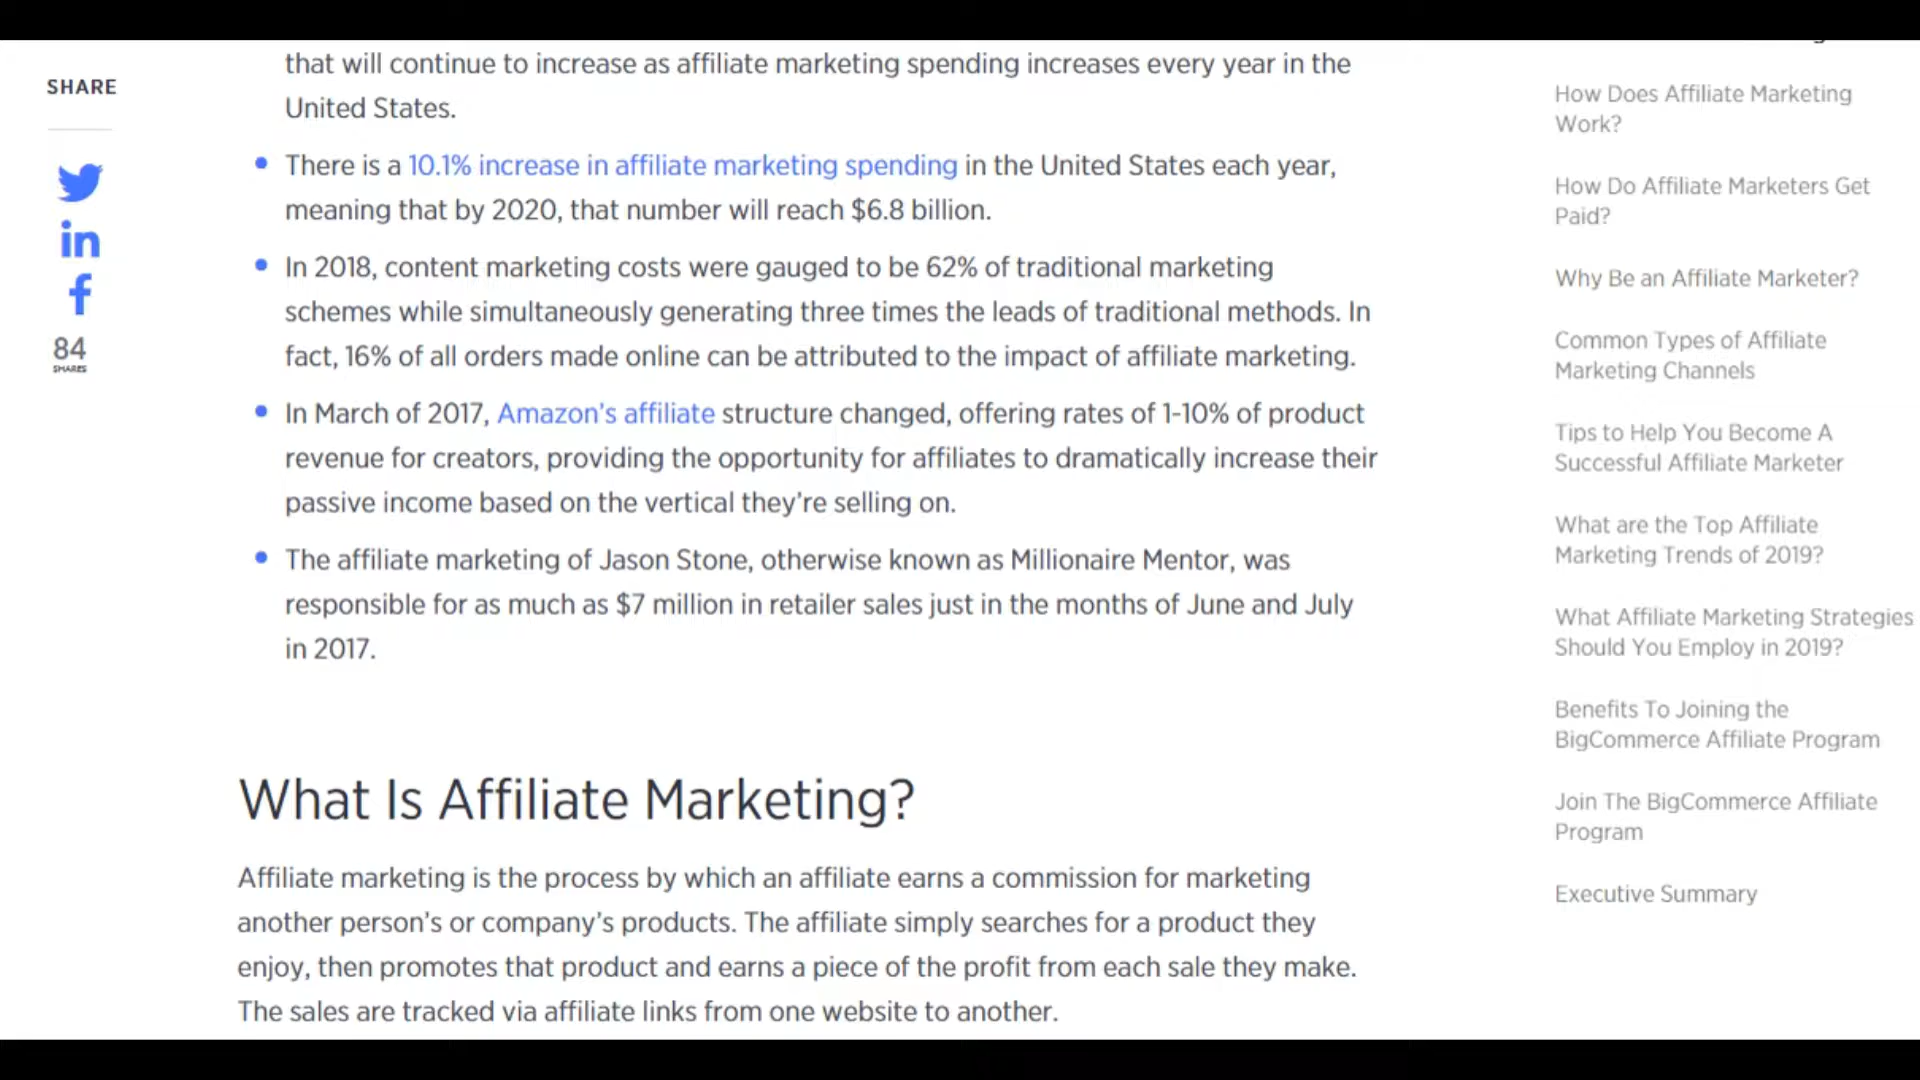 SHARE
84
SHARES
that will continue to increase as affiliate marketing spending increases every year in the
United States.
There is a 10.1% increase in affiliate marketing spending in the United States each year,
meaning that by 2020, that number will reach $6.8 billion.
In 2018, content marketing costs were gauged to be 62% of traditional marketing
schemes while simultaneously generating three times the leads of traditional methods. In
fact, 16% of all orders made online can be attributed to the impact of affiliate marketing.
In March of 2017, Amazon's affiliate structure changed, offering rates of 1-10% of product
revenue for creators, providing the opportunity for affiliates to dramatically increase their
passive income based on the vertical they're selling on.
The affiliate marketing of Jason Stone, otherwise known as Millionaire Mentor, was
responsible for as much as $7 million in retailer sales just in the months of June and July
in 2017.
What Is Affiliate Marketing?
Affiliate marketing is the process by which an affiliate earns a commission for marketing
another person's or company's products. The affiliate simply searches for a product they
enjoy, then promotes that product and earns a piece of the profit from each sale they make.
The sales are tracked via affiliate links from one website to another.
How Does Affiliate Marketing
Work?
How Do Affiliate Marketers Get
Paid?
Why Be an Affiliate Marketer?
Common Types of Affiliate
Marketing Channels
Tips to Help You Become A
Successful Affiliate Marketer
What are the Top Affiliate
Marketing Trends of 2019?
What Affiliate Marketing Strategies
Should You Employ in 2019?
Benefits To Joining the
BigCommerce Affiliate Program
Join The BigCommerce Affiliate
Program
Executive Summary